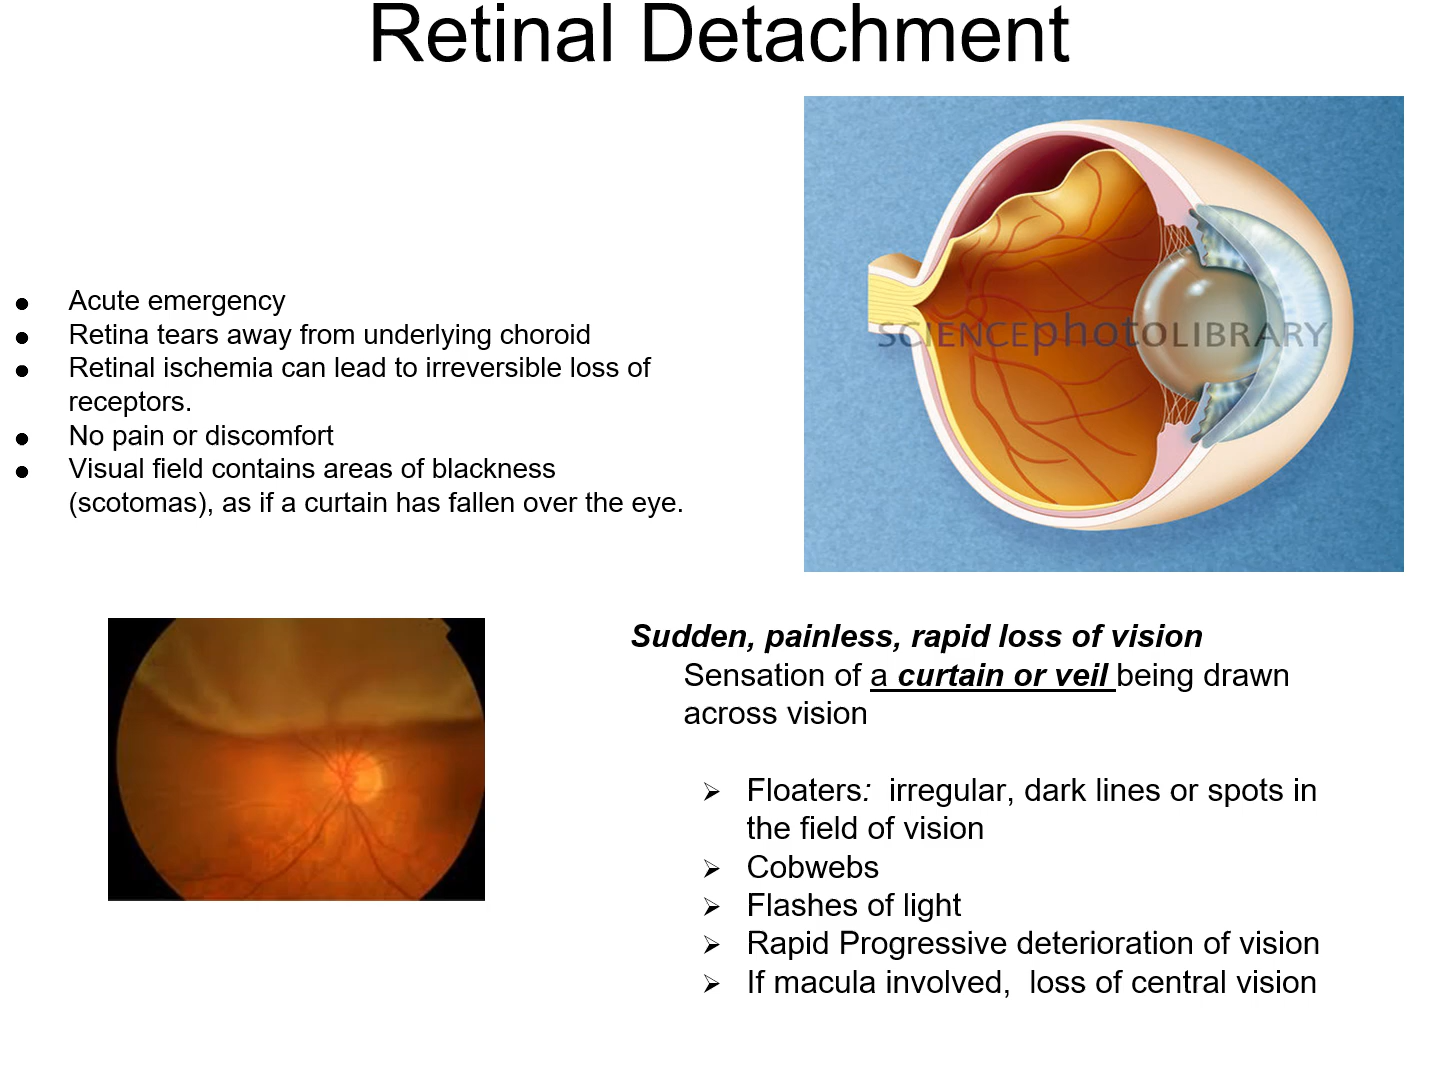 Retinal Detachment
● Acute emergency
● Retina tears away from underlying choroid
● Retinal ischemia can lead to irreversible loss of
receptors.
● No pain or discomfort
● Visual field contains areas of blackness
(scotomas), as if a curtain has fallen over the eye.
SCIENCEphotoLIBRARY
Sudden, painless, rapid loss of vision
Sensation of a curtain or veil being drawn
across vision
➢ Floaters:  irregular, dark lines or spots in
the field of vision
➢ Cobwebs
➢ Flashes of light
➢ Rapid Progressive deterioration of vision
➢ If macula involved,  loss of central vision